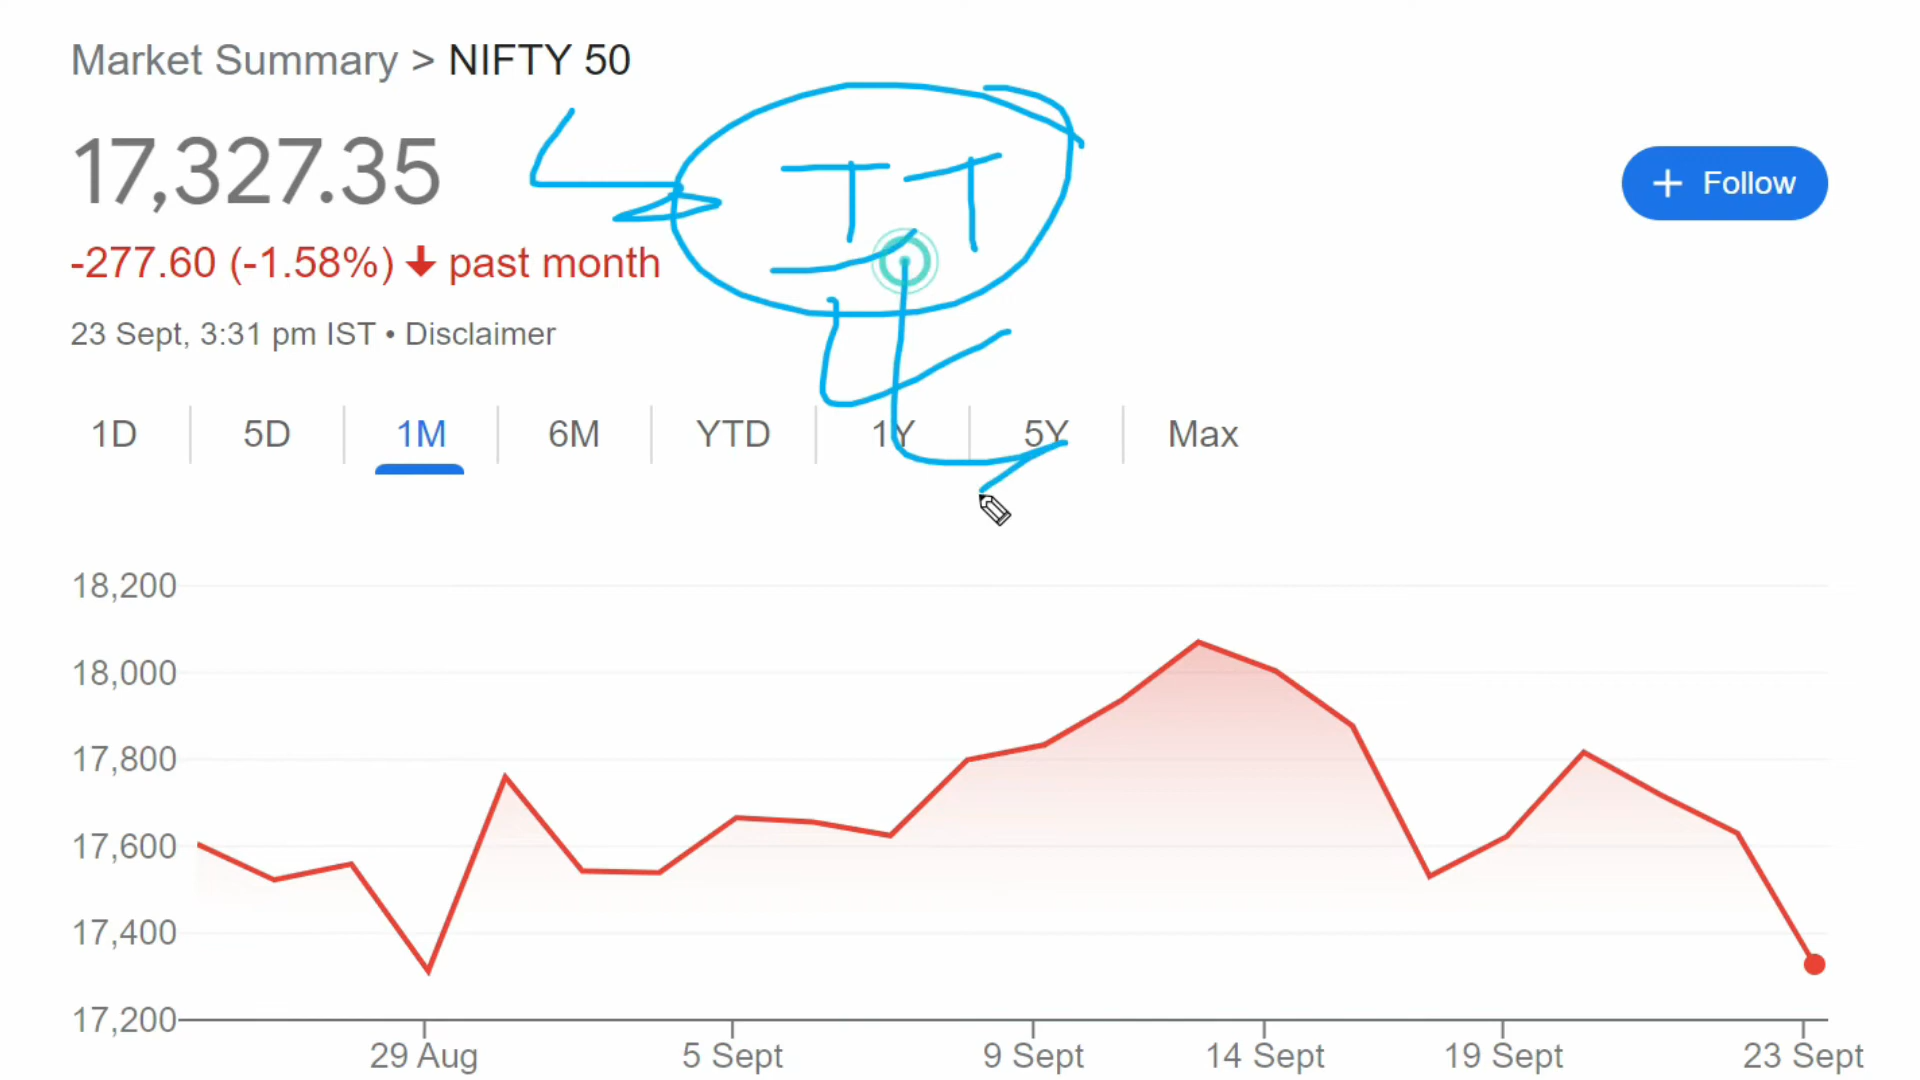 Market Summary > NIFTY 50
17,327.35
+ Follow
IT
-277.60 (-1.58%) ↓ past month
23 Sept, 3:31 pm IST • Disclaimer
1D 5D 1M 6M YTD 1Y 5Y Max
18,200
18,000
17,800
17,600
17,400
17,200
29 Aug 5 Sept 9 Sept 14 Sept 19 Sept 23 Sept